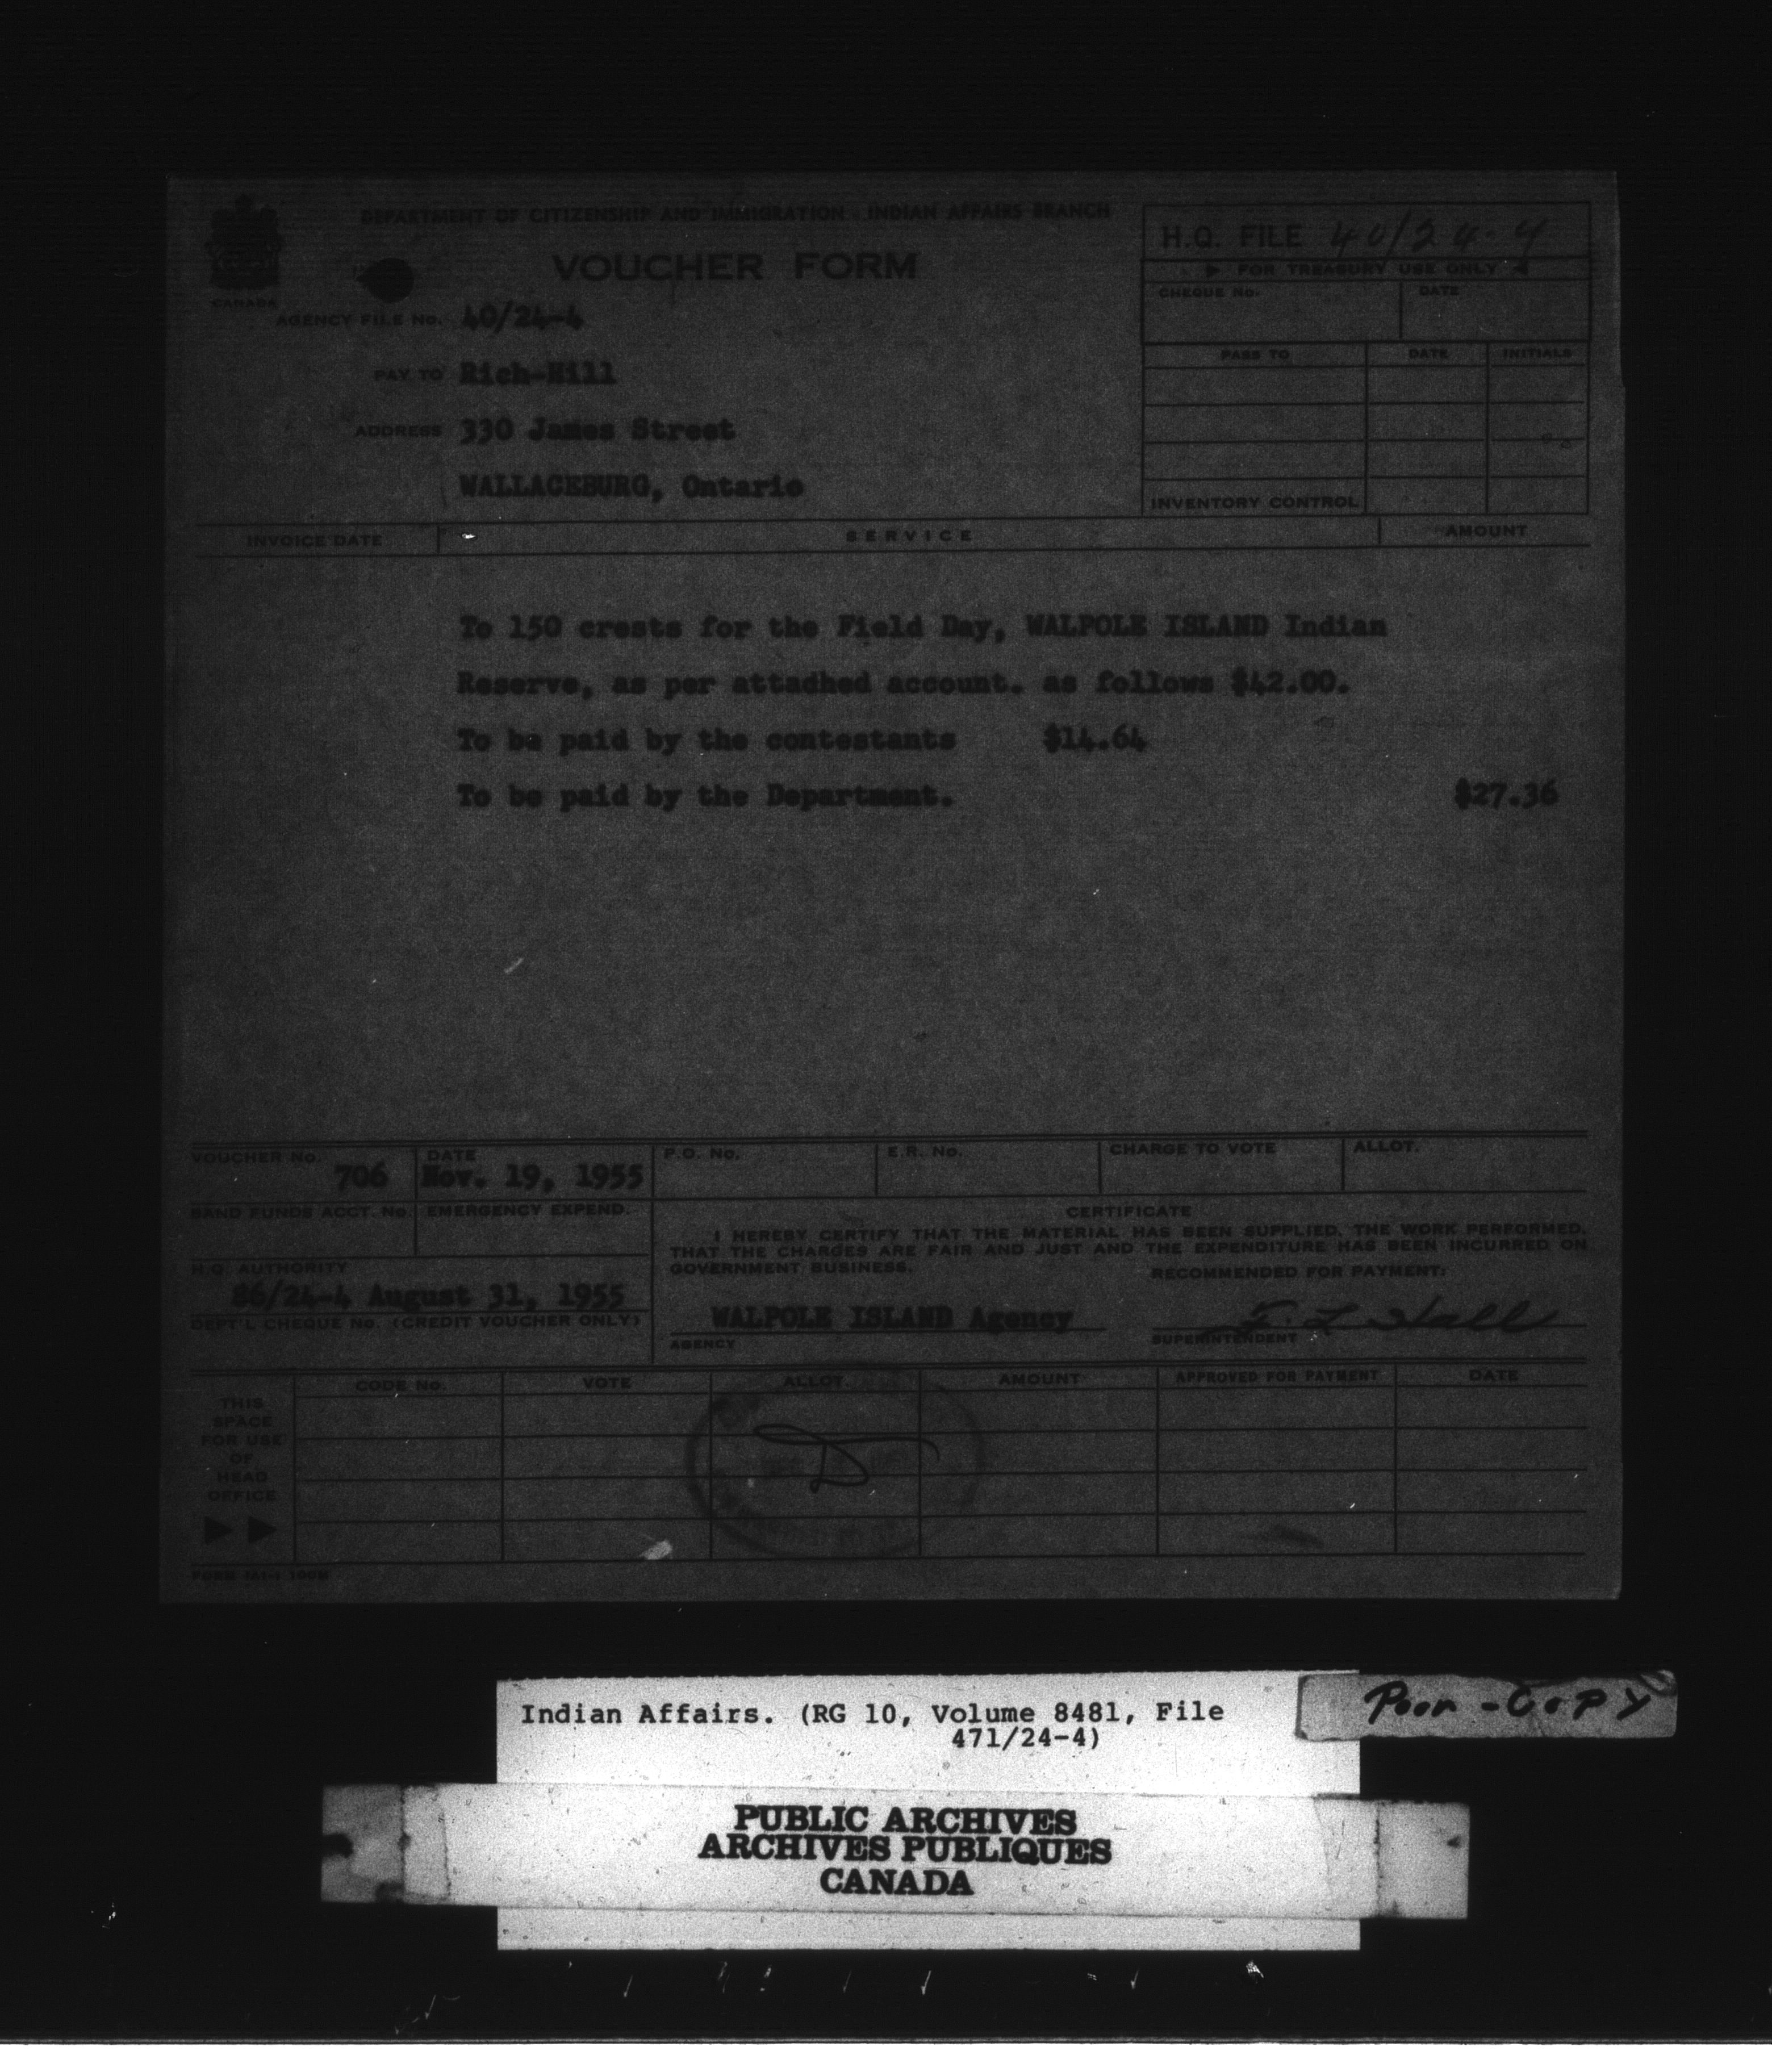 DEPARTMENT OF CITIZENSHIP AND IMMIGRATION - INDIAN AFFAIRS BRANCH
VOUCHER FORM
CANADA
H.Q. FILE 40/24-4
FOR TREASURY USE ONLY
CHEQUE No. DATE
AGENCY FILE No. 40/24-4
PASS TO DATE INITIALS
PAY TO Rich-Hill
ADDRESS 330 James Street
WALLACEBURG, Ontario
INVENTORY CONTROL
INVOICE DATE SERVICE AMOUNT
To 150 crests for the Field Day, WALPOLE ISLAND Indian
Reserve, as per attadhed account. as follows $42.00.
To be paid by the contestants $14.64
To be paid by the Department. $27.36
VOUCHER No. DATE P.O. No. E.R. No. CHARGE TO VOTE ALLOT.
706 Nov. 19, 1955
BAND FUNDS ACCT. No. EMERGENCY EXPEND. CERTIFICATE
I HEREBY CERTIFY THAT THE MATERIAL HAS BEEN SUPPLIED, THE WORK PERFORMED,
THAT THE CHARGES ARE FAIR AND JUST AND THE EXPENDITURE HAS BEEN INCURRED ON
GOVERNMENT BUSINESS. RECOMMENDED FOR PAYMENT:
H.Q. AUTHORITY
86/24-4 August 31, 1955
WALPOLE ISLAND Agency
DEPT'L CHEQUE No. (CREDIT VOUCHER ONLY)
AGENCY SUPERINTENDENT
CODE No. VOTE ALLOT. AMOUNT APPROVED FOR PAYMENT DATE
THIS
SPACE
FOR USE
OF
HEAD
OFFICE
Indian Affairs. (RG 10, Volume 8481, File
471/24-4)
Poor-Copy
PUBLIC ARCHIVES
ARCHIVES PUBLIQUES
CANADA